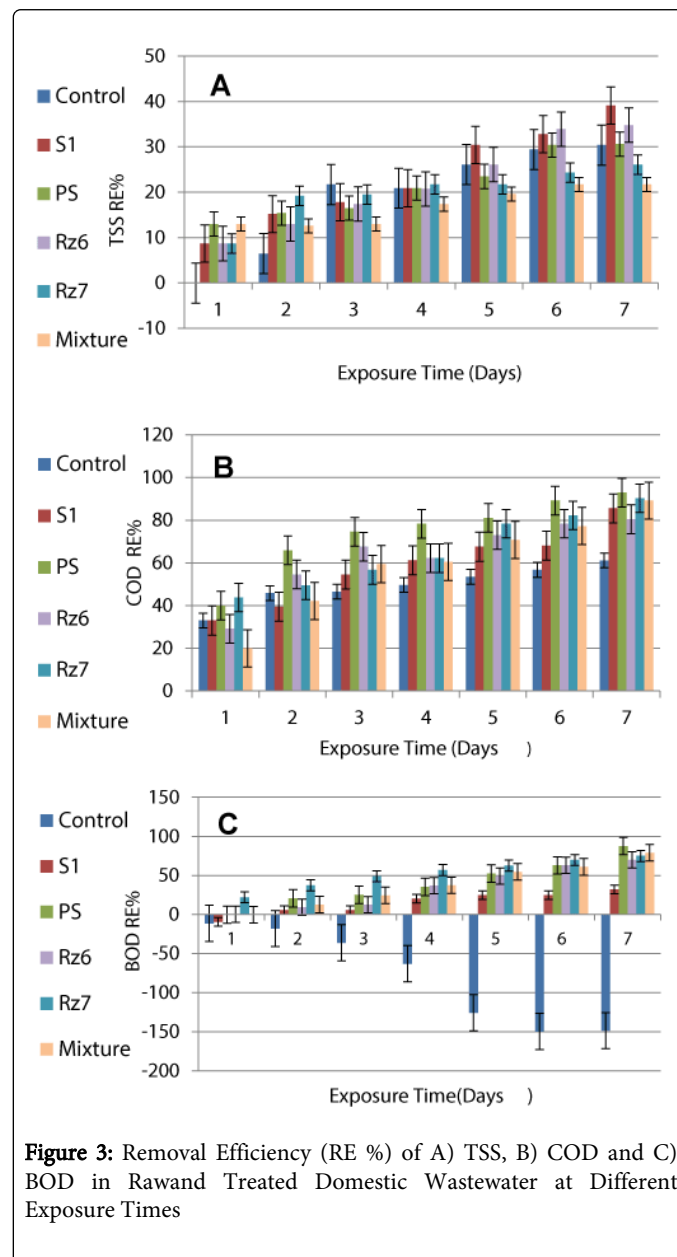 A
50
40
30
20
10
0
-10
TSS RE%
Control
S1
PS
Rz6
Rz7
Mixture
1 2 3 4 5 6 7
Exposure Time (Days)
B
120
100
80
60
40
20
0
COD RE%
Control
S1
PS
Rz6
Rz7
Mixture
1 2 3 4 5 6 7
Exposure Time (Days )
C
150
100
50
0
-50
-100
-150
-200
BOD RE%
Control
S1
PS
Rz6
Rz7
Mixture
1 2 3 4 5 6 7
Exposure Time(Days )
Figure 3: Removal Efficiency (RE %) of A) TSS, B) COD and C)
BOD in Rawand Treated Domestic Wastewater at Different
Exposure Times